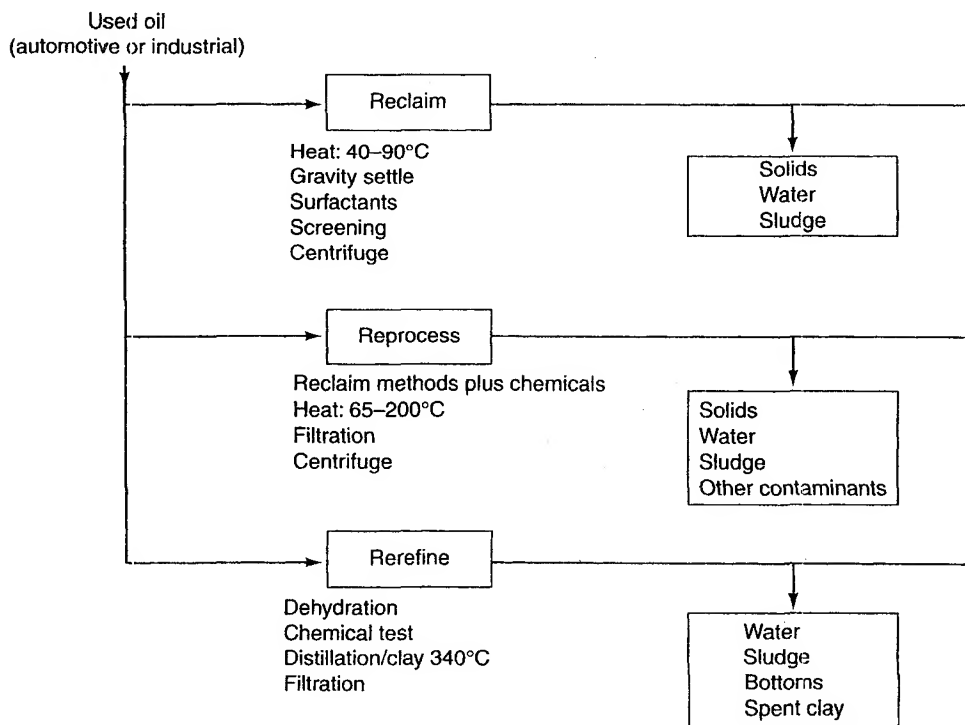 Used oil
(automotive or industrial)
Reclaim
Heat: 40–90°C
Gravity settle
Surfactants
Screening
Centrifuge
Solids
Water
Sludge
Reprocess
Reclaim methods plus chemicals
Heat: 65–200°C
Filtration
Centrifuge
Solids
Water
Sludge
Other contaminants
Rerefine
Dehydration
Chemical test
Distillation/clay 340°C
Filtration
Water
Sludge
Bottorns
Spent clay